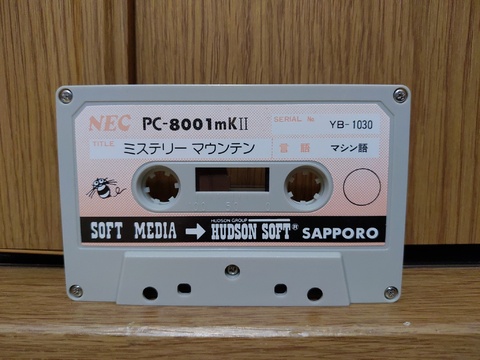 NEC PC-8001mKII
SERIAL No. YB-1030
TITLE ミステリー マウンテン
言語 マシン語
HUDSON GROUP
SOFT MEDIA → HUDSON SOFT® SAPPORO